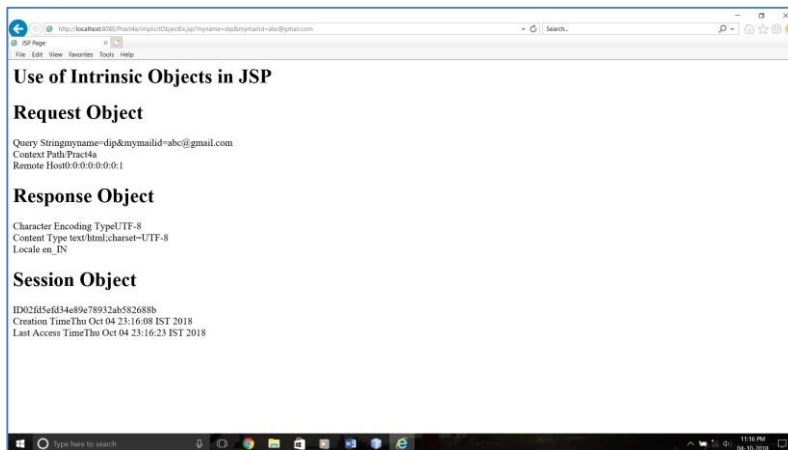 http://localhost:8080/Pract4a/ImplicitObjectEx.jsp?myname=dip&mymailid=abc@gmail.com
Search...
JSP Page
File Edit View Favorites Tools Help
Use of Intrinsic Objects in JSP
Request Object
Query Stringmyname=dip&mymailid=abc@gmail.com
Context Path/Pract4a
Remote Host0:0:0:0:0:0:0:1
Response Object
Character Encoding TypeUTF-8
Content Type text/html;charset=UTF-8
Locale en_IN
Session Object
ID02fd5efd34e89e78932ab582688b
Creation TimeThu Oct 04 23:16:08 IST 2018
Last Access TimeThu Oct 04 23:16:23 IST 2018
Type here to search
11:16 PM
04-10-2018